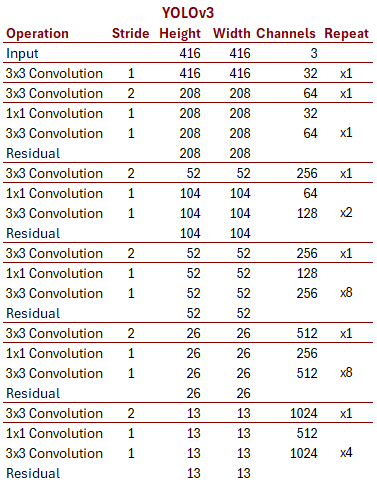 YOLOv3
Operation Stride Height Width Channels Repeat
Input 416 416 3
3x3 Convolution 1 416 416 32 x1
3x3 Convolution 2 208 208 64 x1
1x1 Convolution 1 208 208 32
3x3 Convolution 1 208 208 64 x1
Residual 208 208
3x3 Convolution 2 52 52 256 x1
1x1 Convolution 1 104 104 64
3x3 Convolution 1 104 104 128 x2
Residual 104 104
3x3 Convolution 2 52 52 256 x1
1x1 Convolution 1 52 52 128
3x3 Convolution 1 52 52 256 x8
Residual 52 52
3x3 Convolution 2 26 26 512 x1
1x1 Convolution 1 26 26 256
3x3 Convolution 1 26 26 512 x8
Residual 26 26
3x3 Convolution 2 13 13 1024 x1
1x1 Convolution 1 13 13 512
3x3 Convolution 1 13 13 1024 x4
Residual 13 13